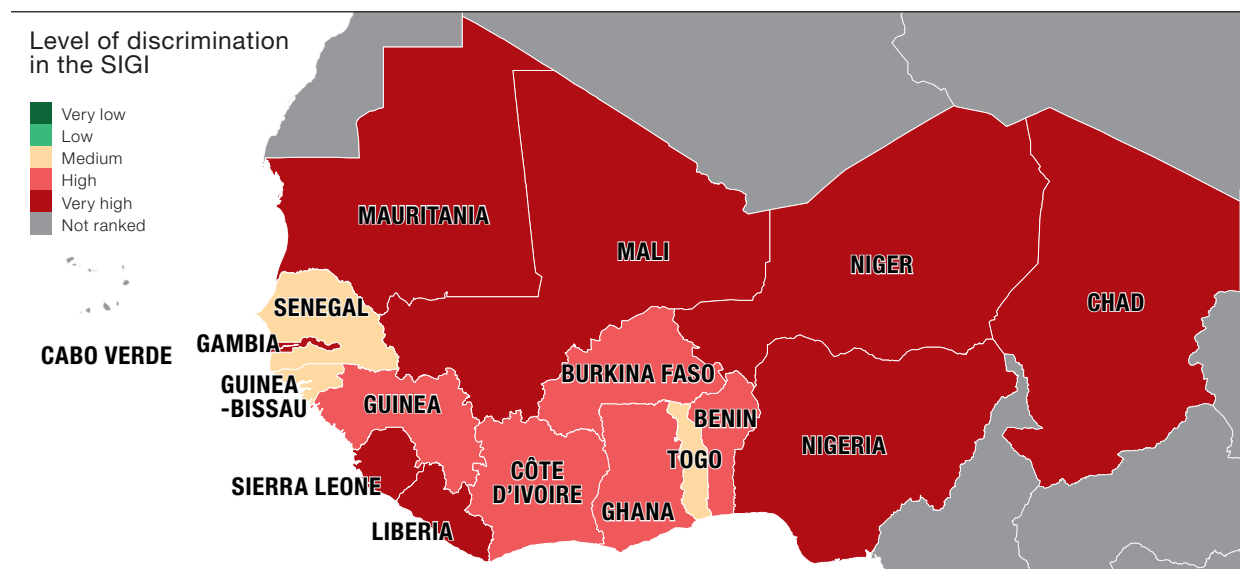 Level of discrimination
in the SIGI
Very low
Low
Medium
High
Very high
Not ranked
MAURITANIA
MALI
NIGER
CHAD
SENEGAL
GAMBIA
CABO VERDE
GUINEA
-BISSAU
GUINEA
BURKINA FASO
BENIN
TOGO
NIGERIA
SIERRA LEONE
CÔTE
D'IVOIRE
GHANA
LIBERIA